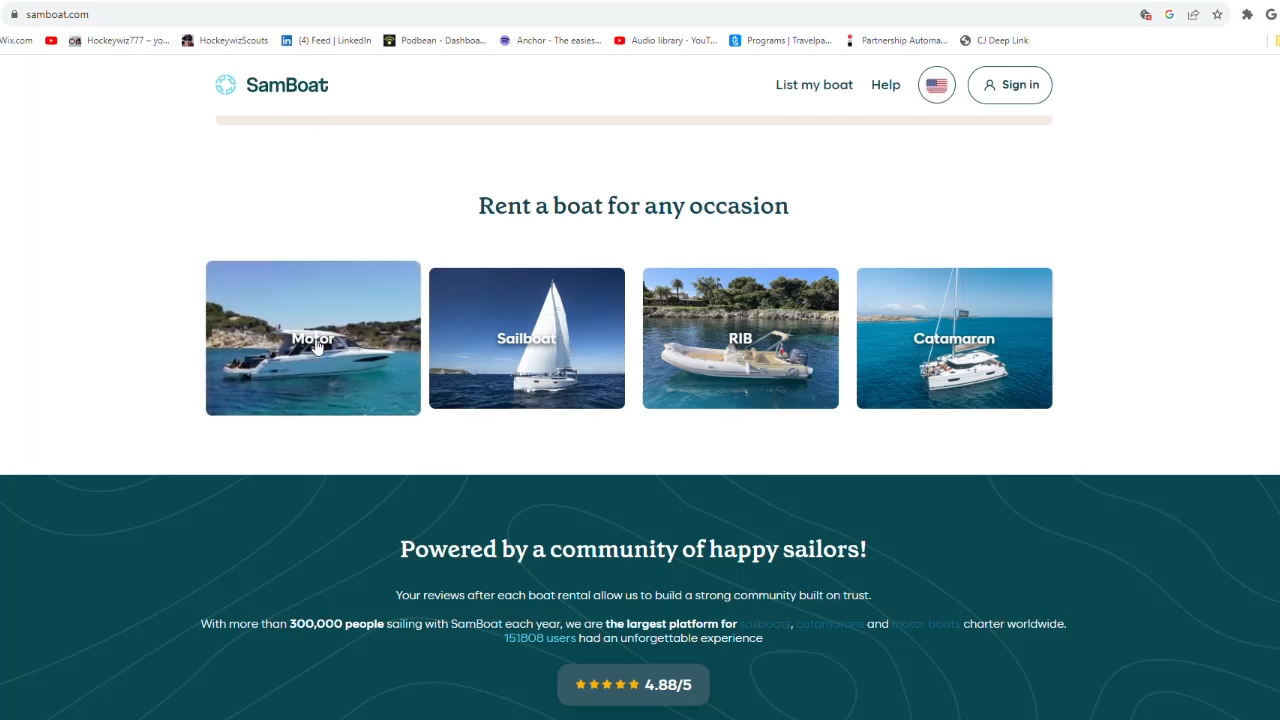 samboat.com
Wix.com
Hockeywiz777 – yo...
HockeywizScouts
(4) Feed | LinkedIn
Podbean - Dashboa...
Anchor - The easies...
Audio library - YouT...
Programs | Travelpa...
Partnership Automa...
CJ Deep Link
SamBoat
List my boat
Help
Sign in
Rent a boat for any occasion
Motor
Sailboat
RIB
Catamaran
Powered by a community of happy sailors!
Your reviews after each boat rental allow us to build a strong community built on trust.
With more than 300,000 people sailing with SamBoat each year, we are the largest platform for sailboats, catamarans and motor boats charter worldwide.
151808 users had an unforgettable experience
4.88/5